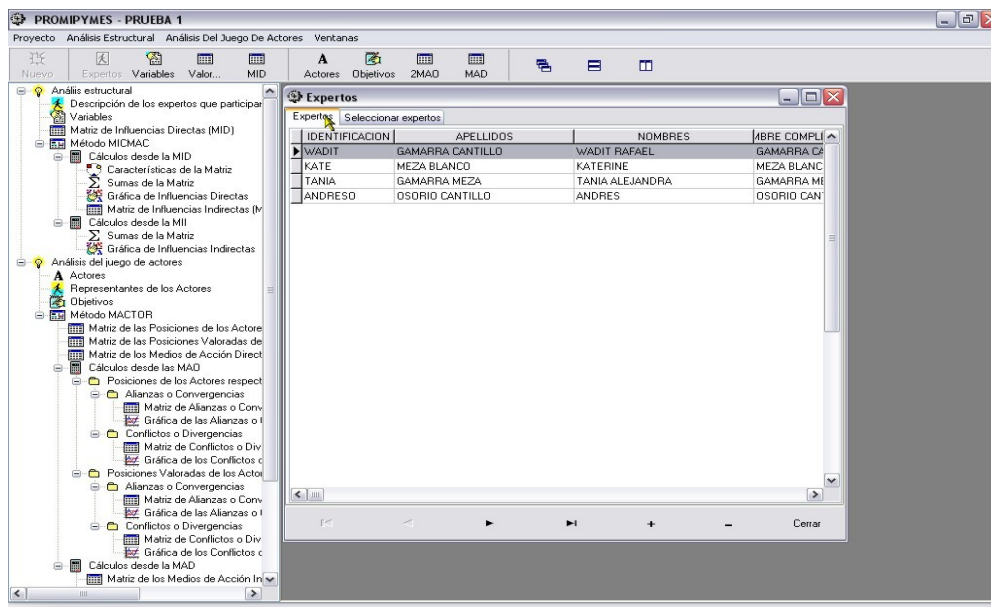 PROMIPYMES - PRUEBA 1
Proyecto Análisis Estructural Análisis Del Juego De Actores Ventanas
Nuevo Expertos Variables Valor... MID Actores Objetivos 2MAO MAD
Análiis estructural
Descripción de los expertos que participar
Variables
Matriz de Influencias Directas (MID)
Método MICMAC
Cálculos desde la MID
Características de la Matriz
Sumas de la Matriz
Gráfica de Influencias Directas
Matriz de Influencias Indirectas (M
Cálculos desde la MII
Sumas de la Matriz
Gráfica de Influencias Indirectas
Análisis del juego de actores
Actores
Representantes de los Actores
Objetivos
Método MACTOR
Matriz de las Posiciones de los Actore
Matriz de las Posiciones Valoradas de
Matriz de los Medios de Acción Direct
Cálculos desde las MAO
Posiciones de los Actores respect
Alianzas o Convergencias
Matriz de Alianzas o Conv
Gráfica de las Alianzas o
Conflictos o Divergencias
Matriz de Conflictos o Div
Gráfica de los Conflictos
Posiciones Valoradas de los Actor
Alianzas o Convergencias
Matriz de Alianzas o Conv
Gráfica de las Alianzas o
Conflictos o Divergencias
Matriz de Conflictos o Div
Gráfica de los Conflictos
Cálculos desde la MAD
Matriz de los Medios de Acción In
Expertos
Expertos Seleccionar expertos
IDENTIFICACION APELLIDOS NOMBRES MBRE COMPLI
WADIT GAMARRA CANTILLO WADIT RAFAEL GAMARRA CA
KATE MEZA BLANCO KATERINE MEZA BLANC
TANIA GAMARRA MEZA TANIA ALEJANDRA GAMARRA ME
ANDRESO OSORIO CANTILLO ANDRES OSORIO CAN
Cerrar